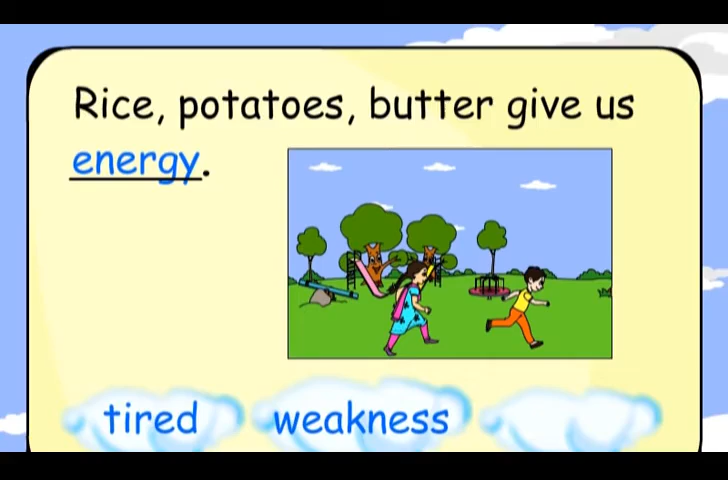 Rice, potatoes, butter give us
energy.
tired weakness